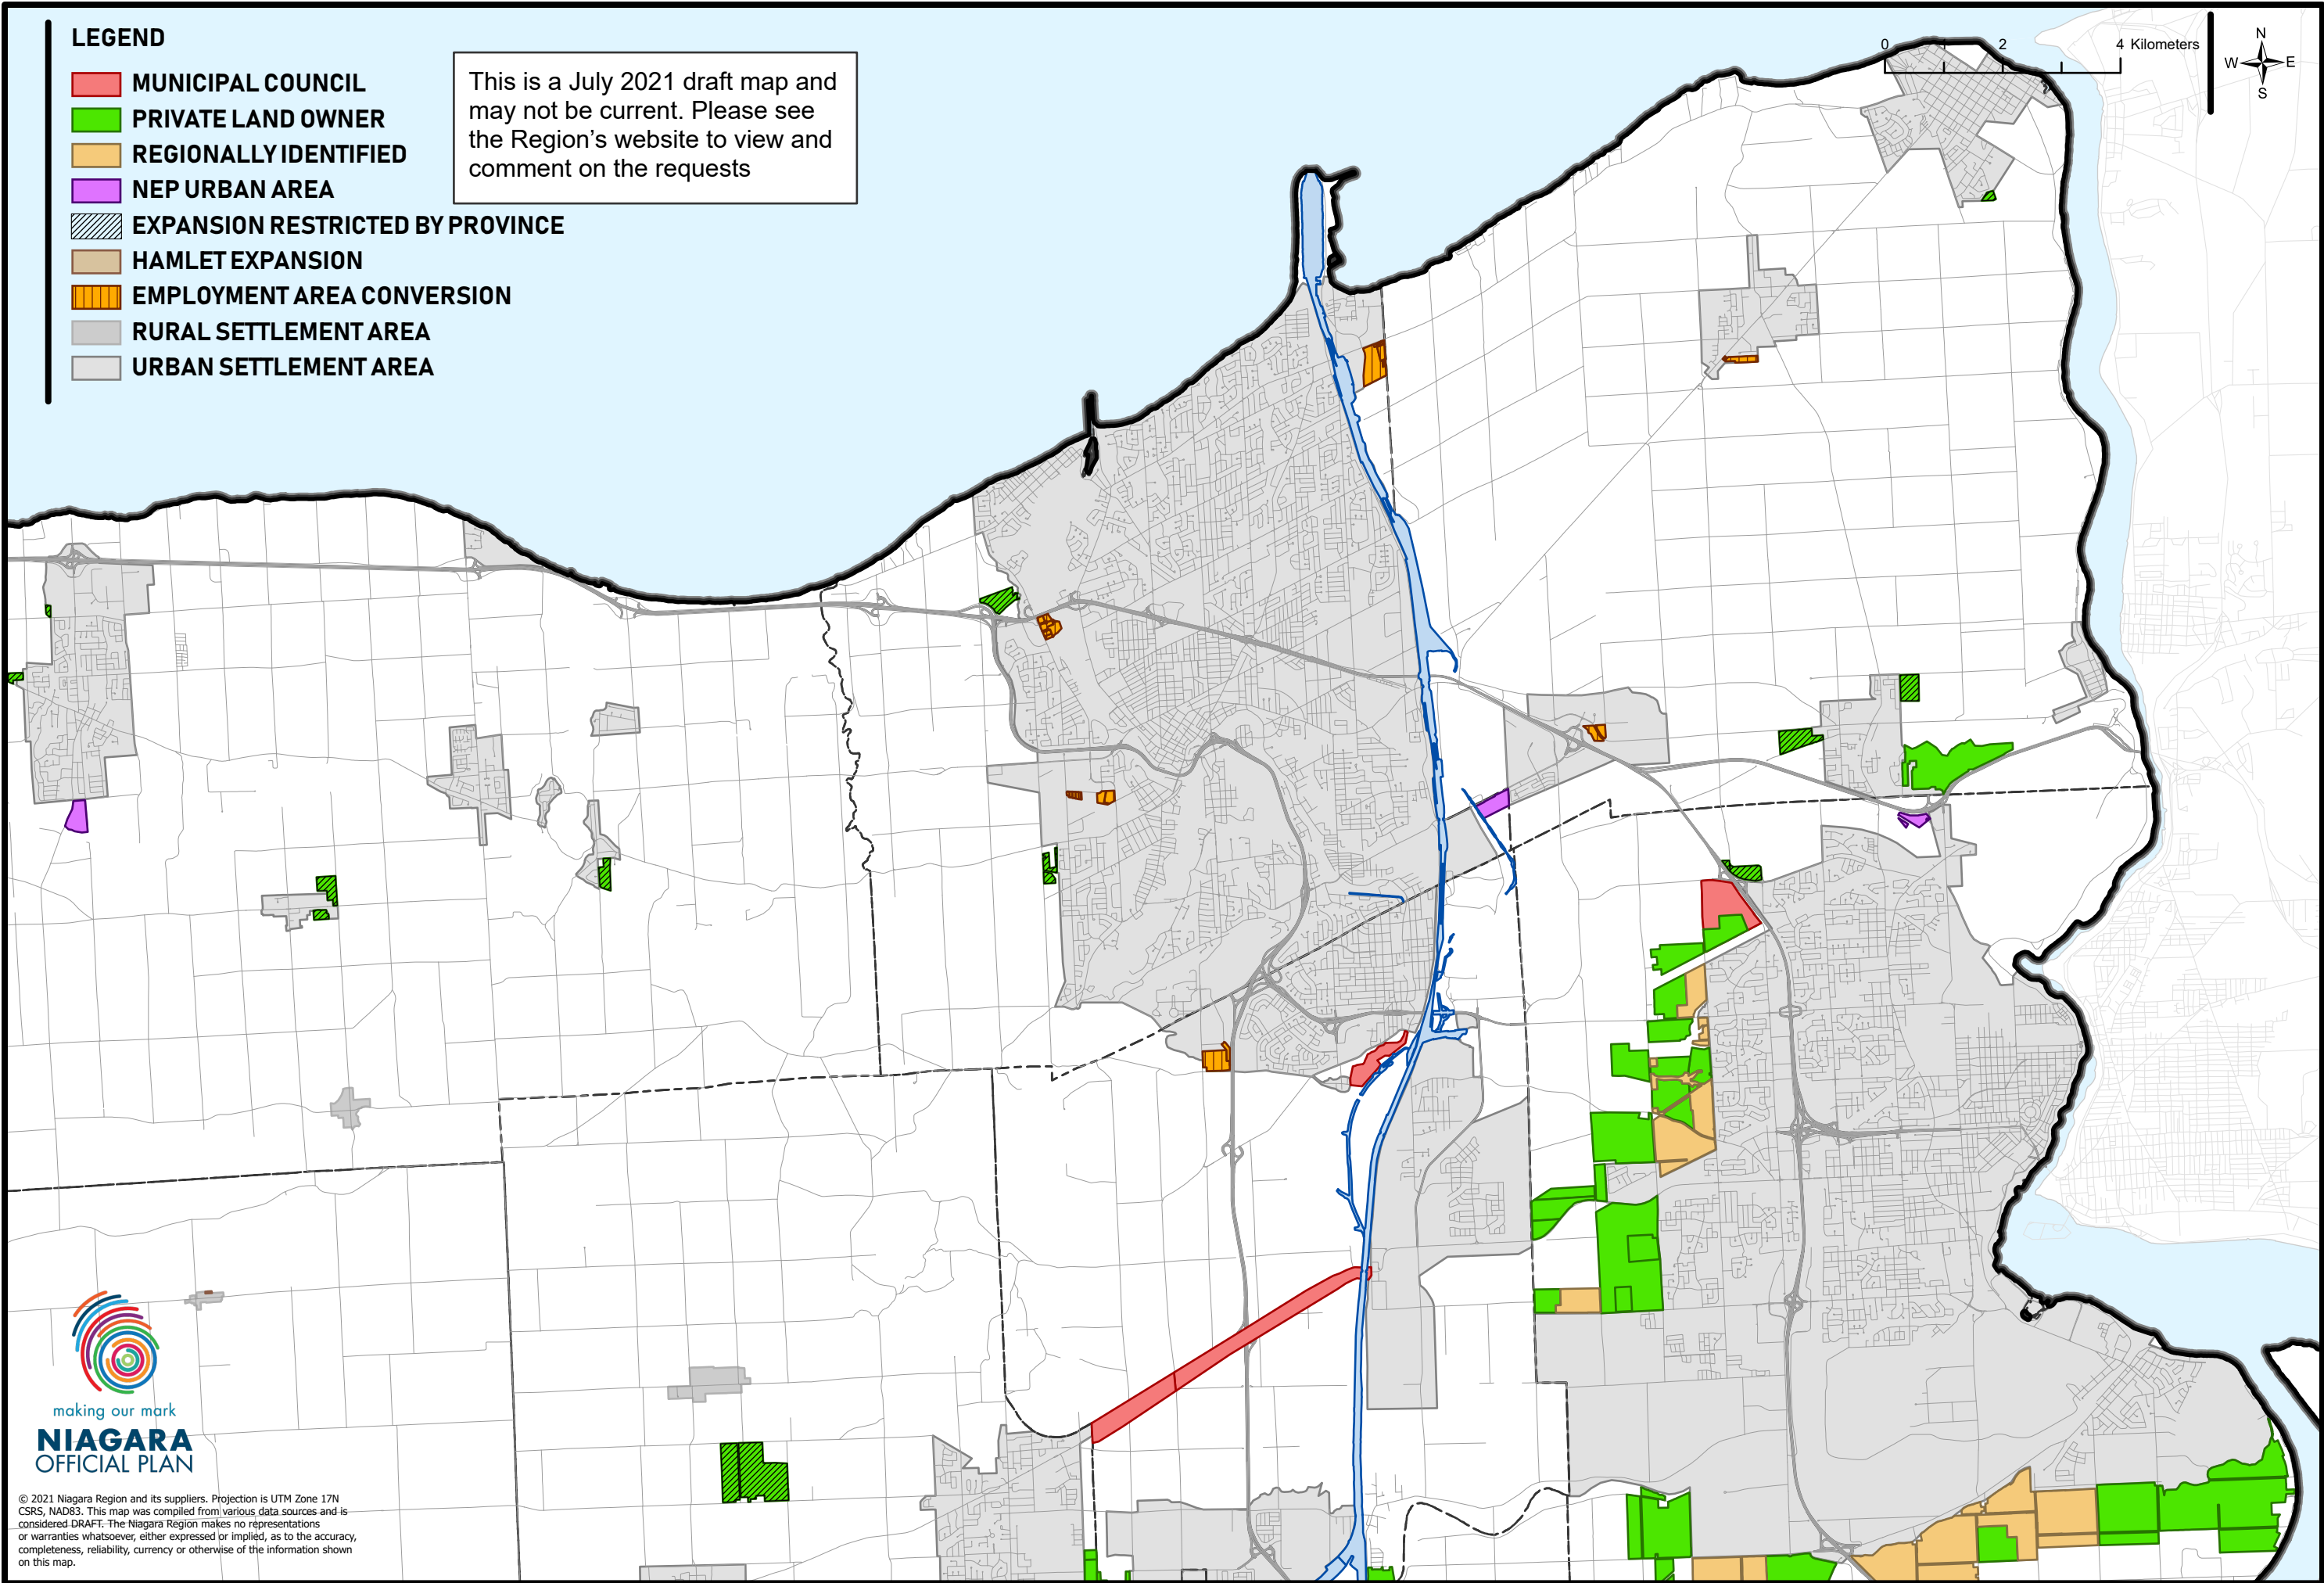 LEGEND
MUNICIPAL COUNCIL
PRIVATE LAND OWNER
REGIONALLY IDENTIFIED
NEP URBAN AREA
EXPANSION RESTRICTED BY PROVINCE
HAMLET EXPANSION
EMPLOYMENT AREA CONVERSION
RURAL SETTLEMENT AREA
URBAN SETTLEMENT AREA
This is a July 2021 draft map and
may not be current. Please see
the Region's website to view and
comment on the requests
0 1 2 4 Kilometers
N
W E
S
making our mark
NIAGARA
OFFICIAL PLAN
© 2021 Niagara Region and its suppliers. Projection is UTM Zone 17N
CSRS, NAD83. This map was compiled from various data sources and is
considered DRAFT. The Niagara Region makes no representations
or warranties whatsoever, either expressed or implied, as to the accuracy,
completeness, reliability, currency or otherwise of the information shown
on this map.